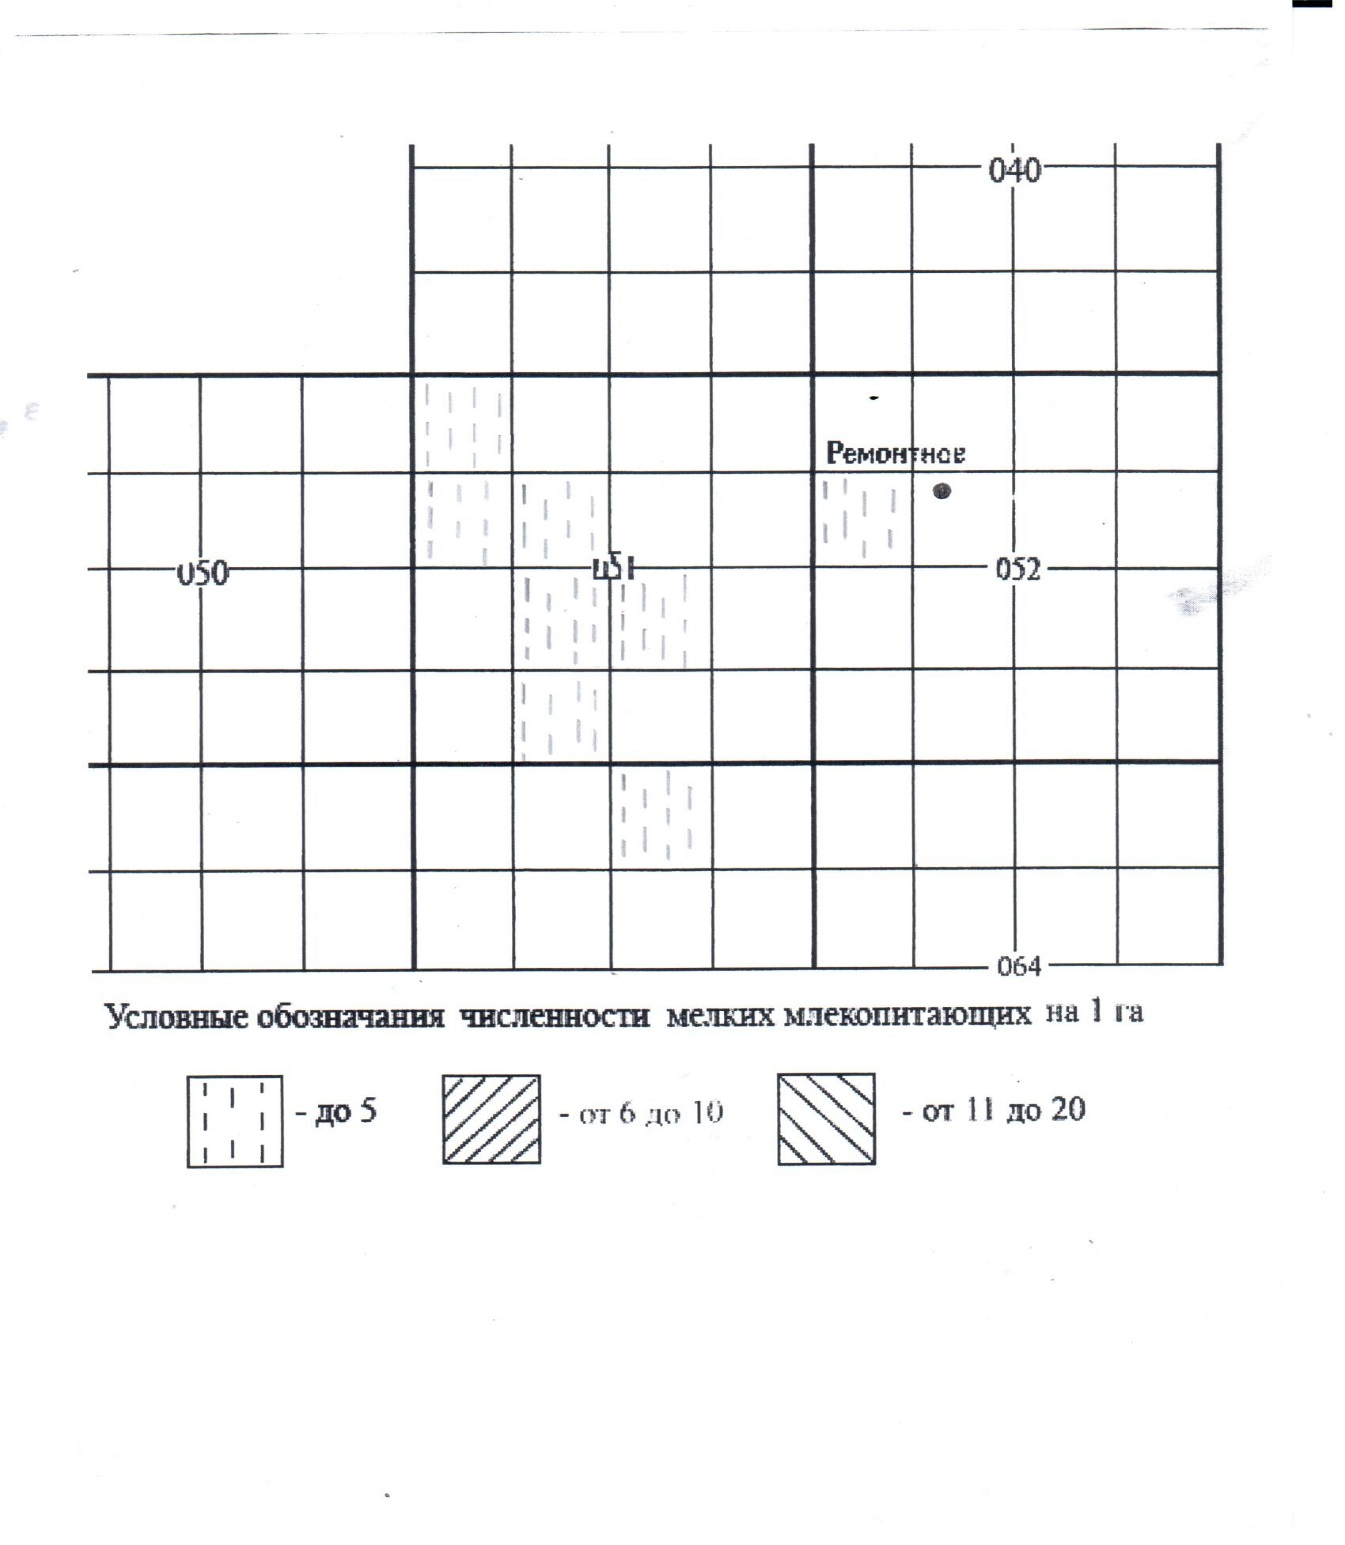 040
Ремонтное
050
051
052
064
Условные обозначания численности мелких млекопитающих на 1 га
- до 5
- от 6 до 10
- от 11 до 20